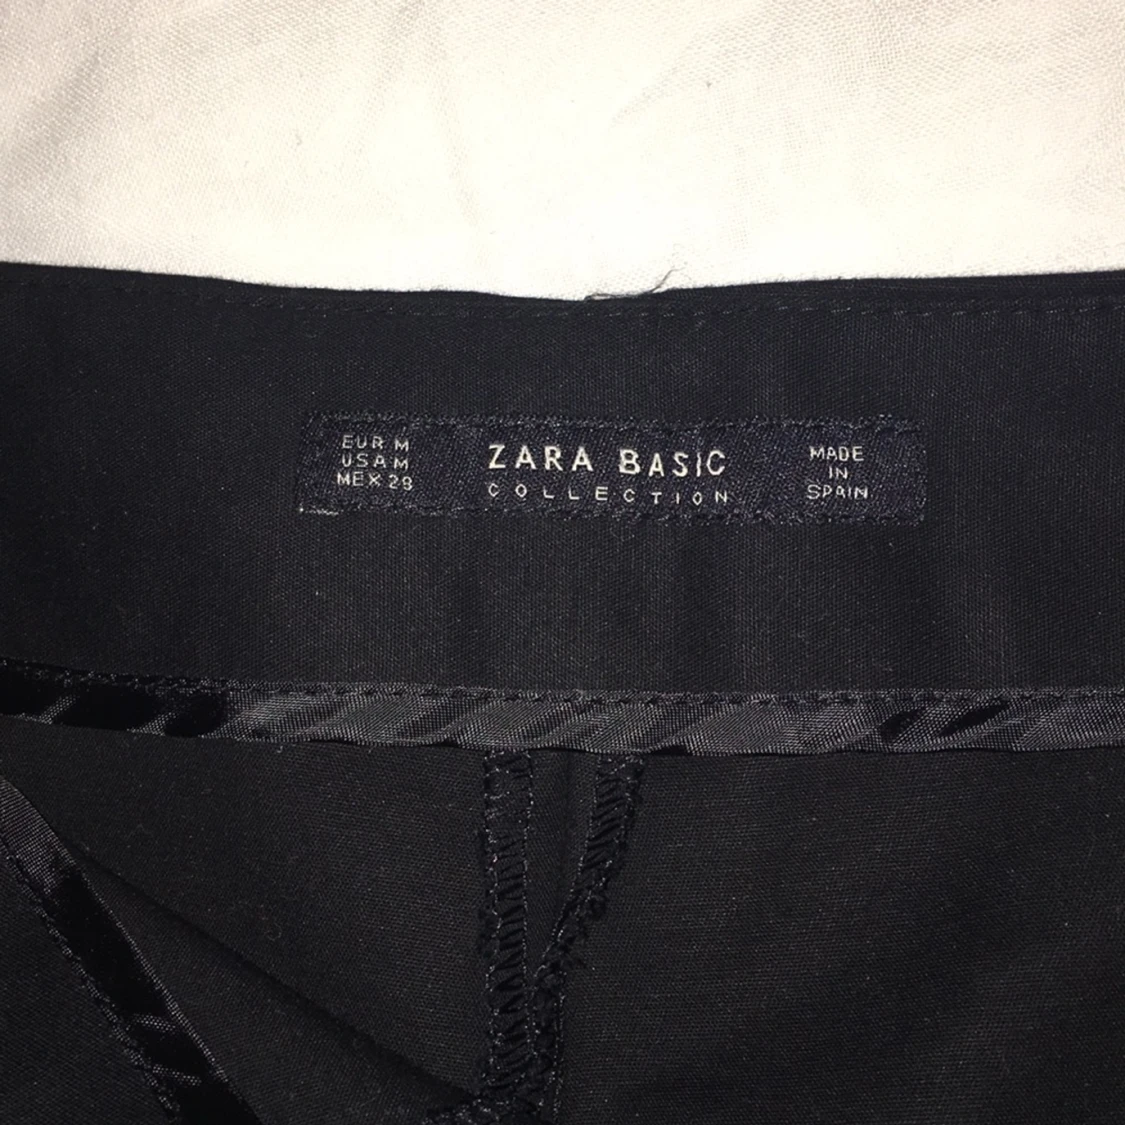 EUR M
USA M
MEX 28
ZARA BASIC
COLLECTION
MADE
IN
SPAIN